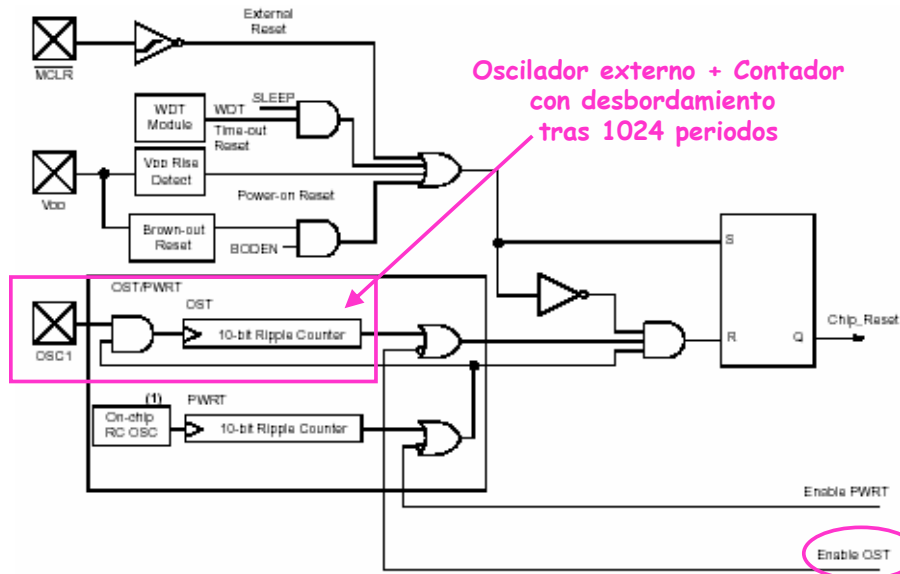 External
Reset
MCLR
Oscilador externo + Contador
con desbordamiento
tras 1024 periodos
SLEEP
WDT
Module
WDT
Time-out
Reset
VDD Rise
Detect
VDD
Power-on Reset
Brown-out
Reset
BODEN
S
OST/PWRT
OST
10-bit Ripple Counter
OSC1
Chip_Reset
R
Q
(1)
PWRT
On-chip
RC OSC
10-bit Ripple Counter
Enable PWRT
Enable OST